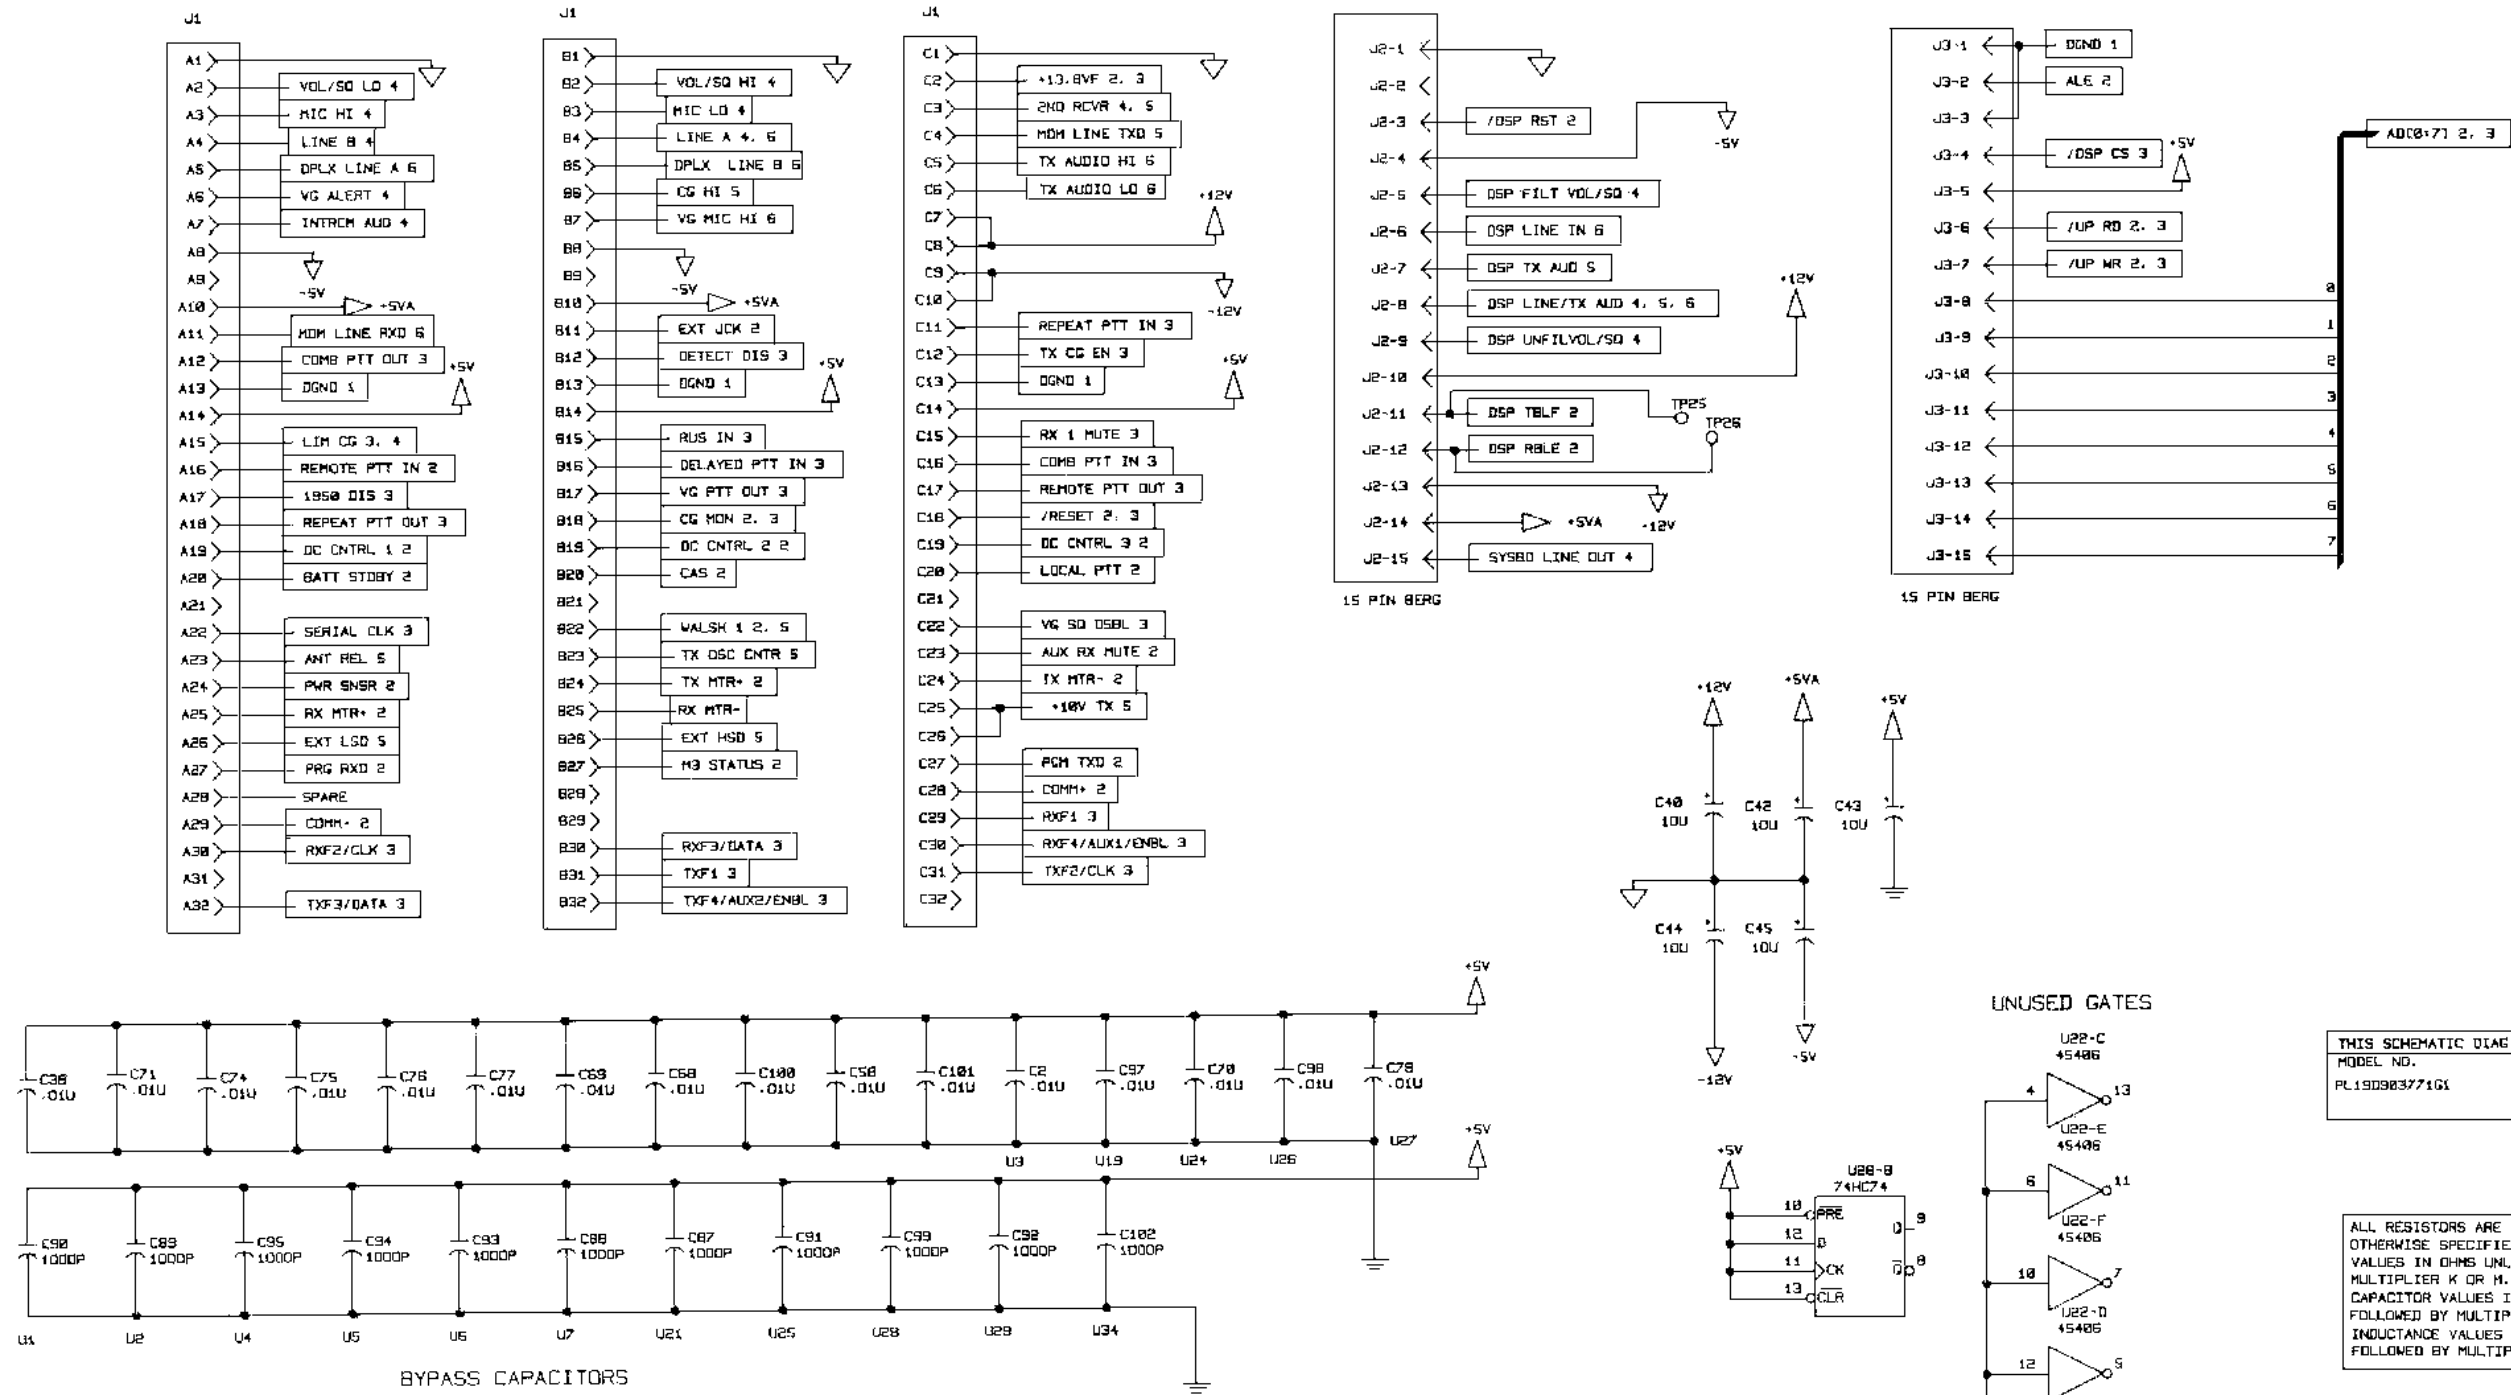 J1
A1
A2 VOL/SQ LO 4
A3 MIC HI 4
A4 LINE B 4
A5 DPLX LINE A 6
A6 VG ALERT 4
A7 INTRCM AUD 4
A8
-5V
A9
A10 +5VA
A11 MDM LINE RXD 6
A12 COMB PTT OUT 3
+5V
A13 DGND 1
A14
A15 LIM CG 3, 4
A16 REMOTE PTT IN 2
A17 1950 DIS 3
A18 REPEAT PTT OUT 3
A19 DC CNTRL 1 2
A20 BATT STDBY 2
A21
A22 SERIAL CLK 3
A23 ANT REL 5
A24 PWR SNSR 2
A25 RX MTR+ 2
A26 EXT LSD 5
A27 PRG RXD 2
A28 SPARE
A29 COMM- 2
A30 RXF2/CLK 3
A31
A32 TXF3/DATA 3
J1
B1
B2 VOL/SQ HI 4
B3 MIC LO 4
B4 LINE A 4, 6
B5 DPLX LINE B 6
B6 CG HI 5
B7 VG MIC HI 6
B8
-5V
B9
B10 +5VA
B11 EXT JCK 2
B12 DETECT DIS 3
+5V
B13 DGND 1
B14
B15 RUS IN 3
B16 DELAYED PTT IN 3
B17 VG PTT OUT 3
B18 CG MON 2, 3
B19 DC CNTRL 2 2
B20 CAS 2
B21
B22 WALSH 1 2, 5
B23 TX OSC CNTR 5
B24 TX MTR+ 2
B25 RX MTR-
B26 EXT HSD 5
B27 M3 STATUS 2
B28
B29
B30 RXF3/DATA 3
B31 TXF1 3
B32 TXF4/AUX2/ENBL 3
J1
C1
C2 +13.8VF 2, 3
C3 2ND RCVR 4, 5
C4 MDM LINE TXD 5
C5 TX AUDIO HI 6
C6 TX AUDIO LO 6
+12V
C7
C8
C9
C10
-12V
C11 REPEAT PTT IN 3
C12 TX CG EN 3
+5V
C13 DGND 1
C14
C15 RX 1 MUTE 3
C16 COMB PTT IN 3
C17 REMOTE PTT OUT 3
C18 /RESET 2, 3
C19 DC CNTRL 3 2
C20 LOCAL PTT 2
C21
C22 VG SQ DSBL 3
C23 AUX RX MUTE 2
C24 TX MTR- 2
C25 +10V TX 5
C26
C27 PGM TXD 2
C28 COMM+ 2
C29 RXF1 3
C30 RXF4/AUX1/ENBL 3
C31 TXF2/CLK 3
C32
J2-1
J2-2
J2-3 /DSP RST 2
-5V
J2-4
J2-5 DSP FILT VOL/SQ 4
J2-6 DSP LINE IN 6
J2-7 DSP TX AUD 5
+12V
J2-8 DSP LINE/TX AUD 4, 5, 6
J2-9 DSP UNFILVOL/SQ 4
J2-10
J2-11 DSP TBLF 2
TP25
TP26
J2-12 DSP RBLE 2
J2-13
-12V
J2-14 +5VA
J2-15 SYSBD LINE OUT 4
15 PIN BERG
J3-1 DGND 1
J3-2 ALE 2
J3-3
AD[0:7] 2, 3
J3-4 /DSP CS 3
+5V
J3-5
J3-6 /UP RD 2, 3
J3-7 /UP WR 2, 3
J3-8 0
J3-9 1
J3-10 2
J3-11 3
J3-12 4
J3-13 5
J3-14 6
J3-15 7
15 PIN BERG
+12V +5VA +5V
C40 10U
C42 10U
C43 10U
C44 10U
C45 10U
-12V
-5V
+5V
C38 .01U
C71 .01U
C74 .01U
C75 .01U
C76 .01U
C77 .01U
C69 .01U
C68 .01U
C100 .01U
C58 .01U
C101 .01U
C2 .01U
C97 .01U
C70 .01U
C98 .01U
C78 .01U
U3 U19 U24 U26 U27
+5V
C90 1000P
C89 1000P
C95 1000P
C94 1000P
C93 1000P
C88 1000P
C87 1000P
C91 1000P
C99 1000P
C92 1000P
C102 1000P
U1 U2 U4 U5 U6 U7 U21 U25 U28 U29 U34
BYPASS CAPACITORS
+5V
U28-B
74HC74
10 PRE
12 D
11 CK
13 CLR
Q 9
Q 8
UNUSED GATES
U22-C
45406
4 13
U22-E
45406
6 11
U22-F
45406
10 7
U22-D
45406
12 5
THIS SCHEMATIC DIAG
MODEL NO.
PL19D903771G1
ALL RESISTORS ARE
OTHERWISE SPECIFIE
VALUES IN OHMS UNL
MULTIPLIER K OR M.
CAPACITOR VALUES I
FOLLOWED BY MULTIP
INDUCTANCE VALUES
FOLLOWED BY MULTIP